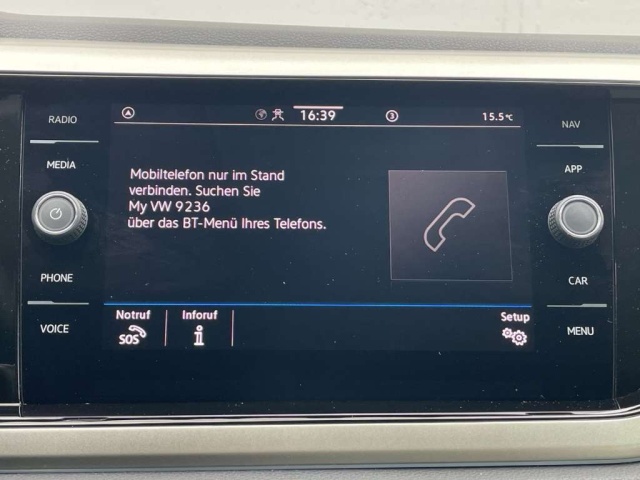 RADIO
MEDIA
PHONE
VOICE
16:39
3
15.5°C
Mobiltelefon nur im Stand
verbinden. Suchen Sie
My VW 9236
über das BT-Menü Ihres Telefons.
Notruf
SOS
Inforuf
i
Setup
NAV
APP
CAR
MENU